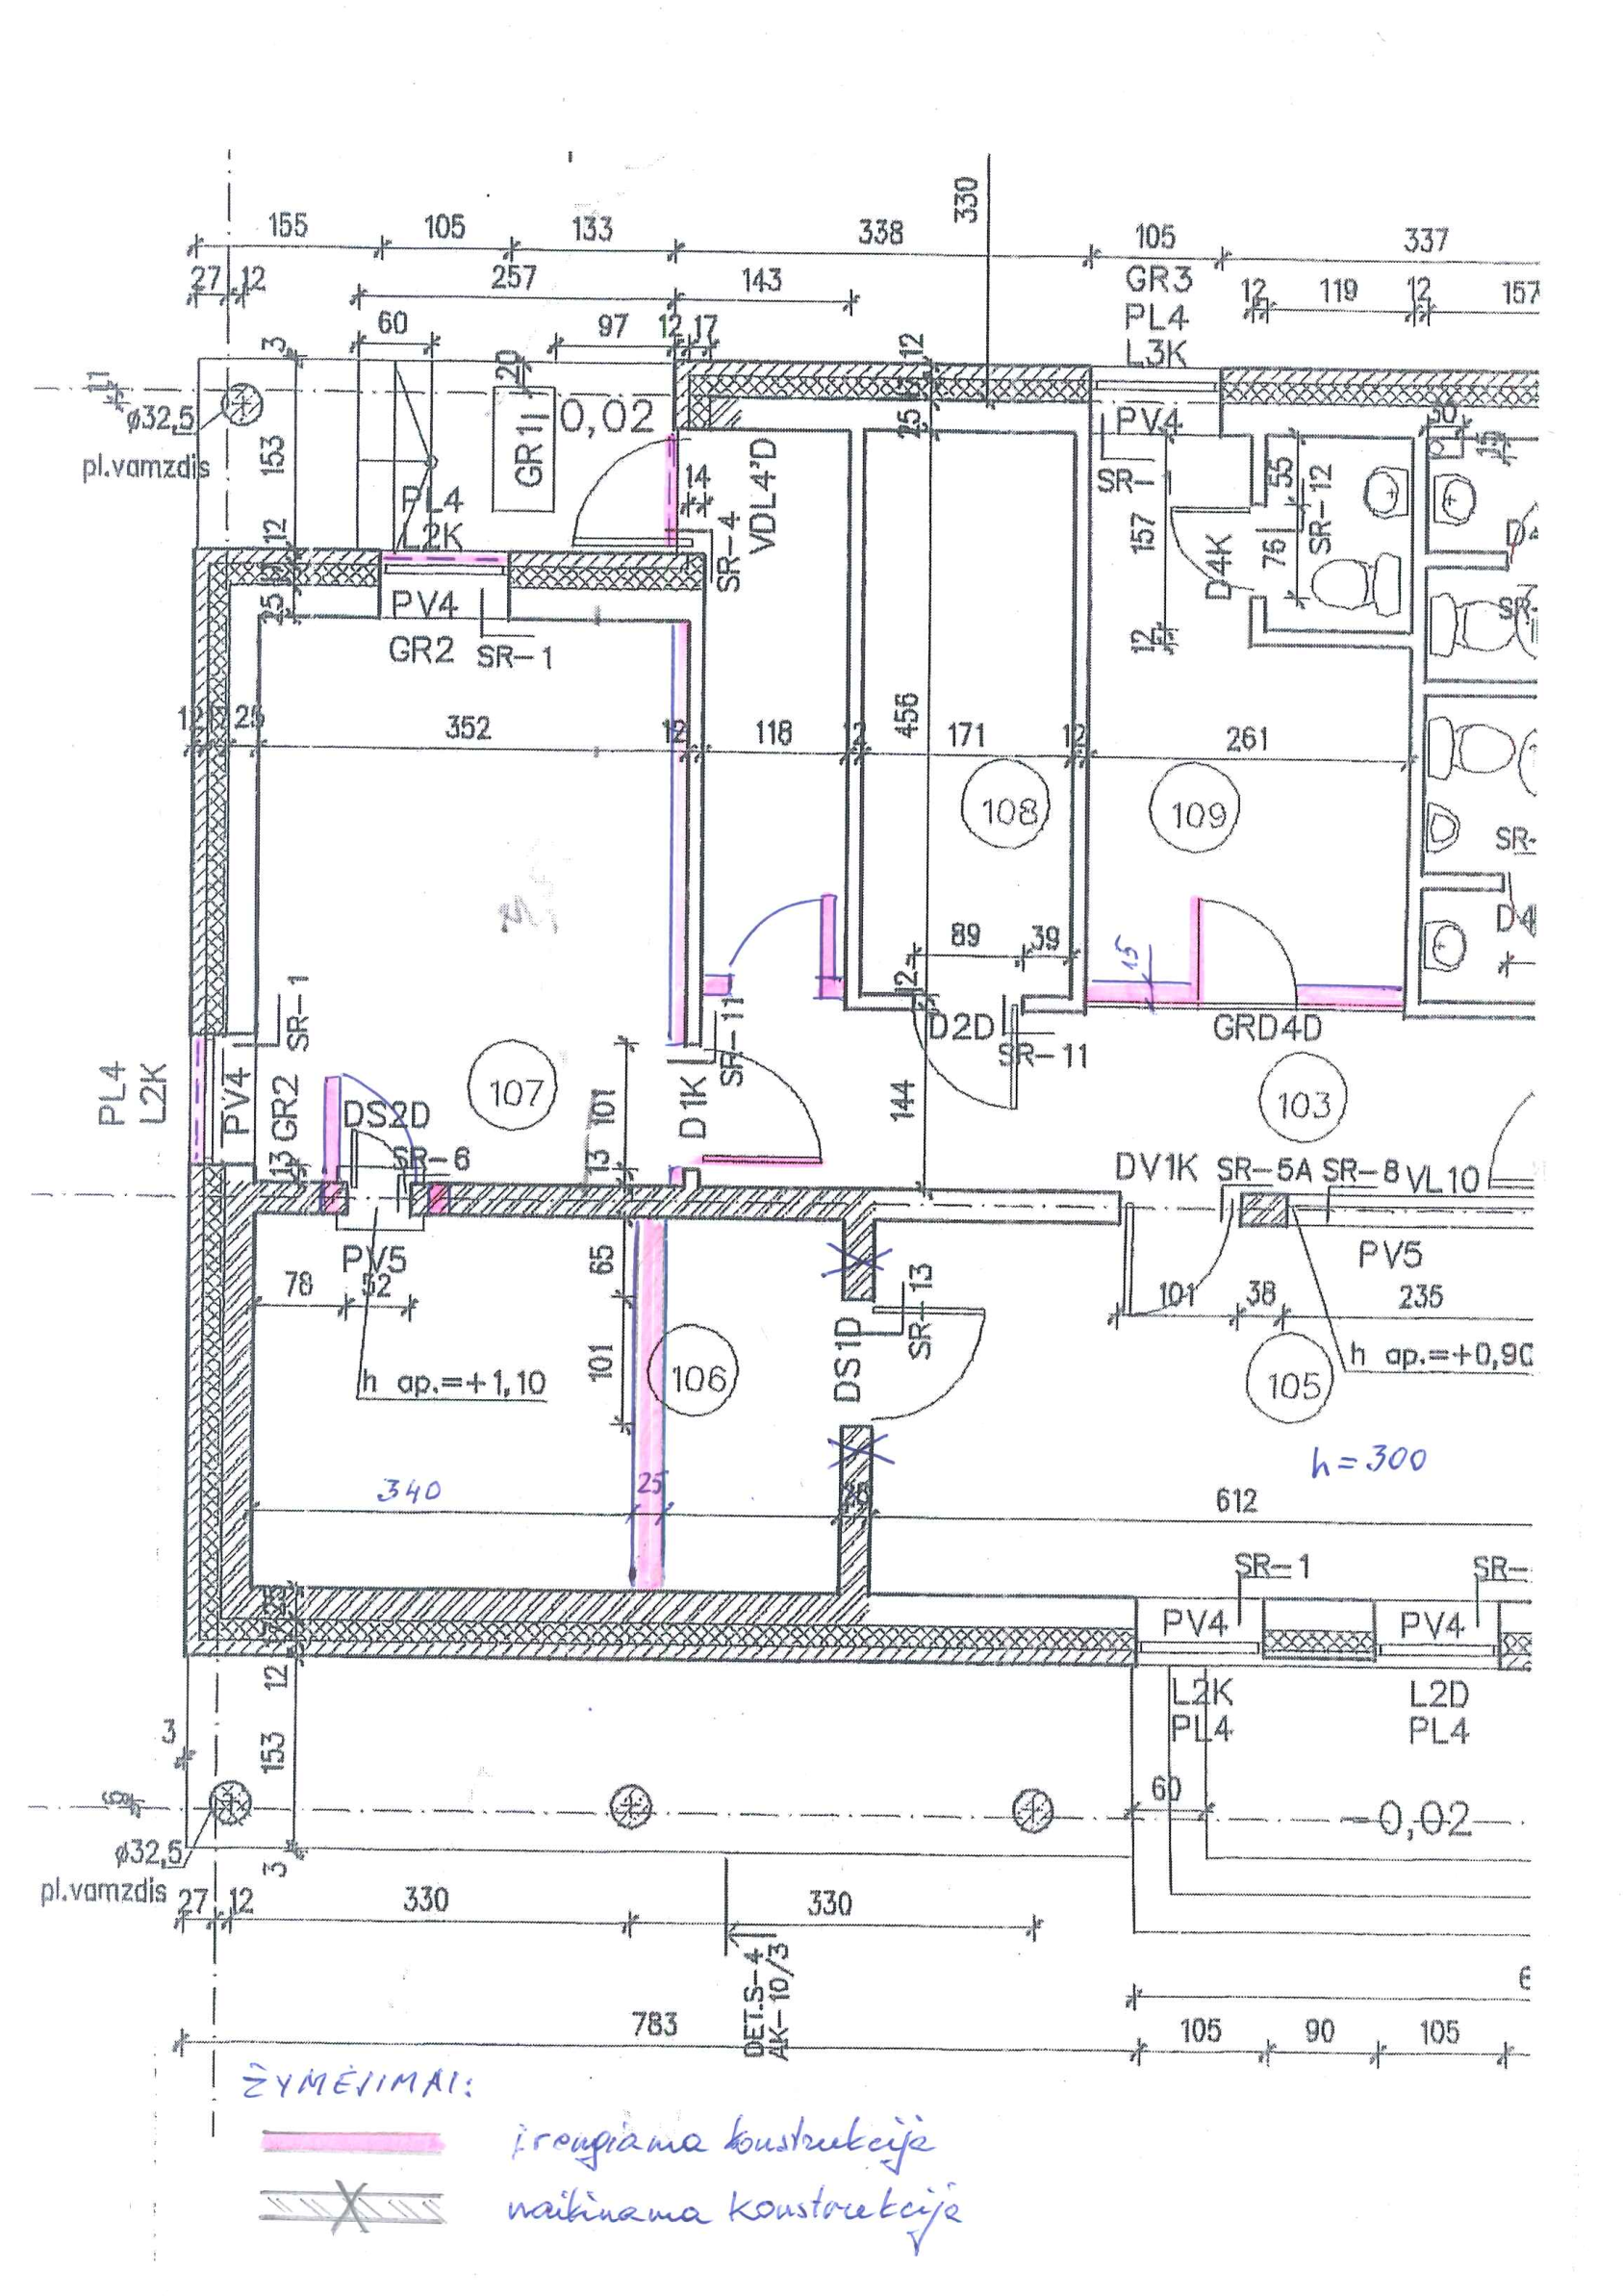 330
155 105 133 338 105 337
27 12 257 143 GR3 12 119 12 157
60 97 12 17 PL4
3 20 12 L3K
11
ø32,5 GR1 0,02 PV4 30
pl.vamzdis 153 14 VDL4'D 25 SR-1 55 SR-12 15
PL4
L2K SR-4 157 D4K 76
12
25 PV4
GR2 SR-1 12
12 25 352 12 118 12 456 171 12 261
108 109
SR-
89 39 15
12
SR-1 SR-11 D2D GRD4D
SR-11
PL4
L2K PV4 GR2 107 101 D1K 144 103
DS2D
13 SR-6 13 DV1K SR-5A SR-8 VL10
PV5 65 SR-13 PV5
78 52 101 38 235
h ap.=+1,10 101 106 DS1D 105 h ap.=+0,90
h=300
340 25 612
SR-1 SR-
PV4 PV4
12 L2K L2D
PL4 PL4
3 153
60
-0,02
ø32,5
pl.vamzdis 3
27 12 330 330
DET.S-4
AK-10/3
783 105 90 105
ŽYMĖJIMAI:
įrengiama konstrukcija
naikinama konstrukcija